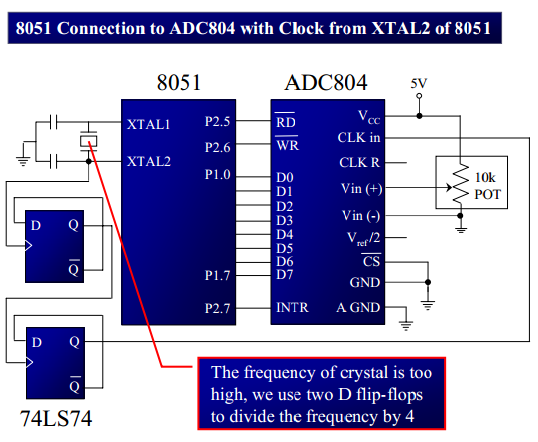 8051 Connection to ADC804 with Clock from XTAL2 of 8051
8051
ADC804
5V
XTAL1
XTAL2
P2.5
P2.6
P1.0
P1.7
P2.7
RD
WR
D0
D1
D2
D3
D4
D5
D6
D7
INTR
VCC
CLK in
CLK R
Vin (+)
Vin (-)
Vref/2
CS
GND
A GND
10k
POT
D Q
Q
D Q
Q
74LS74
The frequency of crystal is too
high, we use two D flip-flops
to divide the frequency by 4